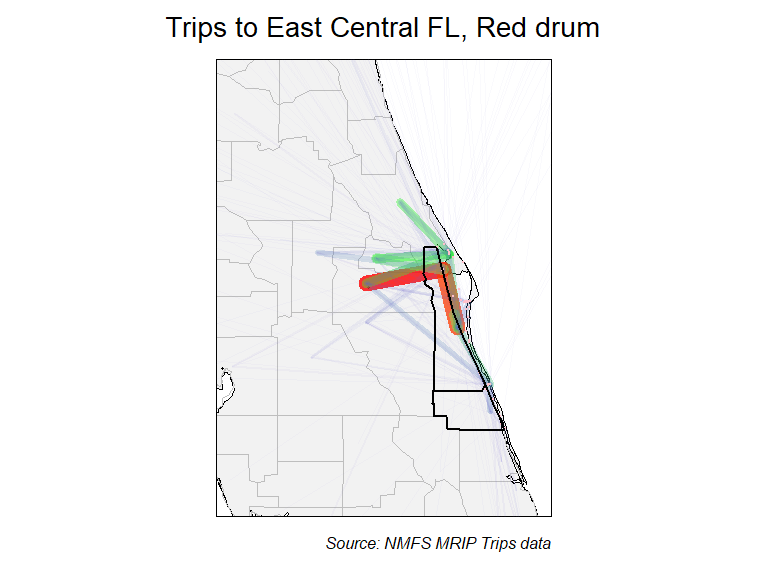 Trips to East Central FL, Red drum
Source: NMFS MRIP Trips data